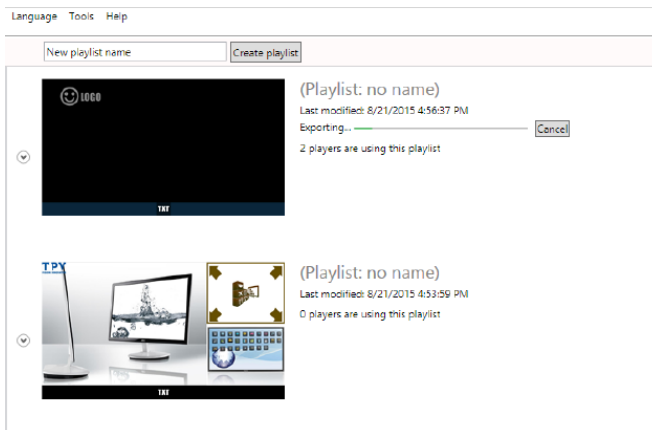 Language Tools Help
New playlist name Create playlist
LOGO
TXT
(Playlist: no name)
Last modified: 8/21/2015 4:56:37 PM
Exporting... Cancel
2 players are using this playlist
TPY
TXT
(Playlist: no name)
Last modified: 8/21/2015 4:53:59 PM
0 players are using this playlist